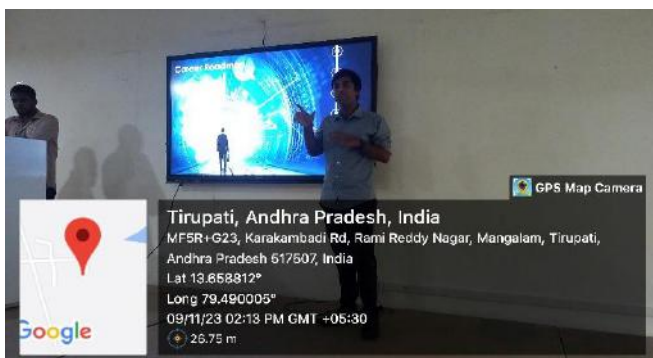 Career Roadmap
GPS Map Camera
Tirupati, Andhra Pradesh, India
MF5R+G23, Karakambadi Rd, Rami Reddy Nagar, Mangalam, Tirupati,
Andhra Pradesh 517507, India
Lat 13.658812°
Long 79.490005°
09/11/23 02:13 PM GMT +05:30
26.75 m
Google